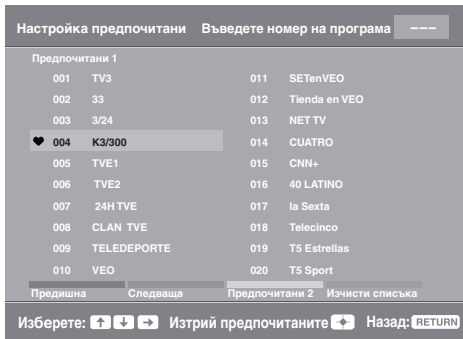 Настройка предпочитани Въведете номер на програма ---
Предпочитани 1
001 TV3 011 SETenVEO
002 33 012 Tienda en VEO
003 3/24 013 NET TV
004 K3/300 014 CUATRO
005 TVE1 015 CNN+
006 TVE2 016 40 LATINO
007 24H TVE 017 la Sexta
008 CLAN TVE 018 Telecinco
009 TELEDEPORTE 019 T5 Estrellas
010 VEO 020 T5 Sport
Предишна Следваща Предпочитани 2 Изчисти списъка
Изберете: Изтрий предпочитаните Назад: RETURN